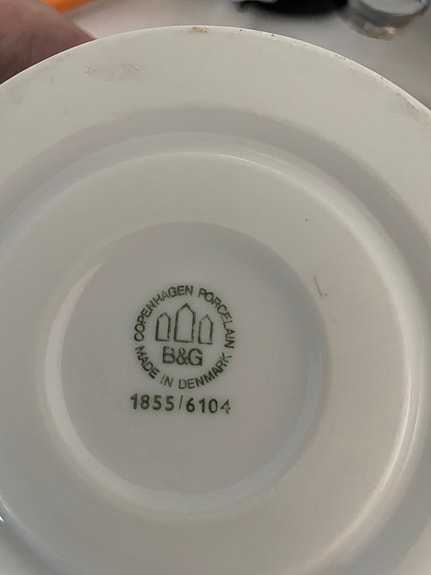 COPENHAGEN PORCELAIN
B&G
MADE IN DENMARK
1855/6104